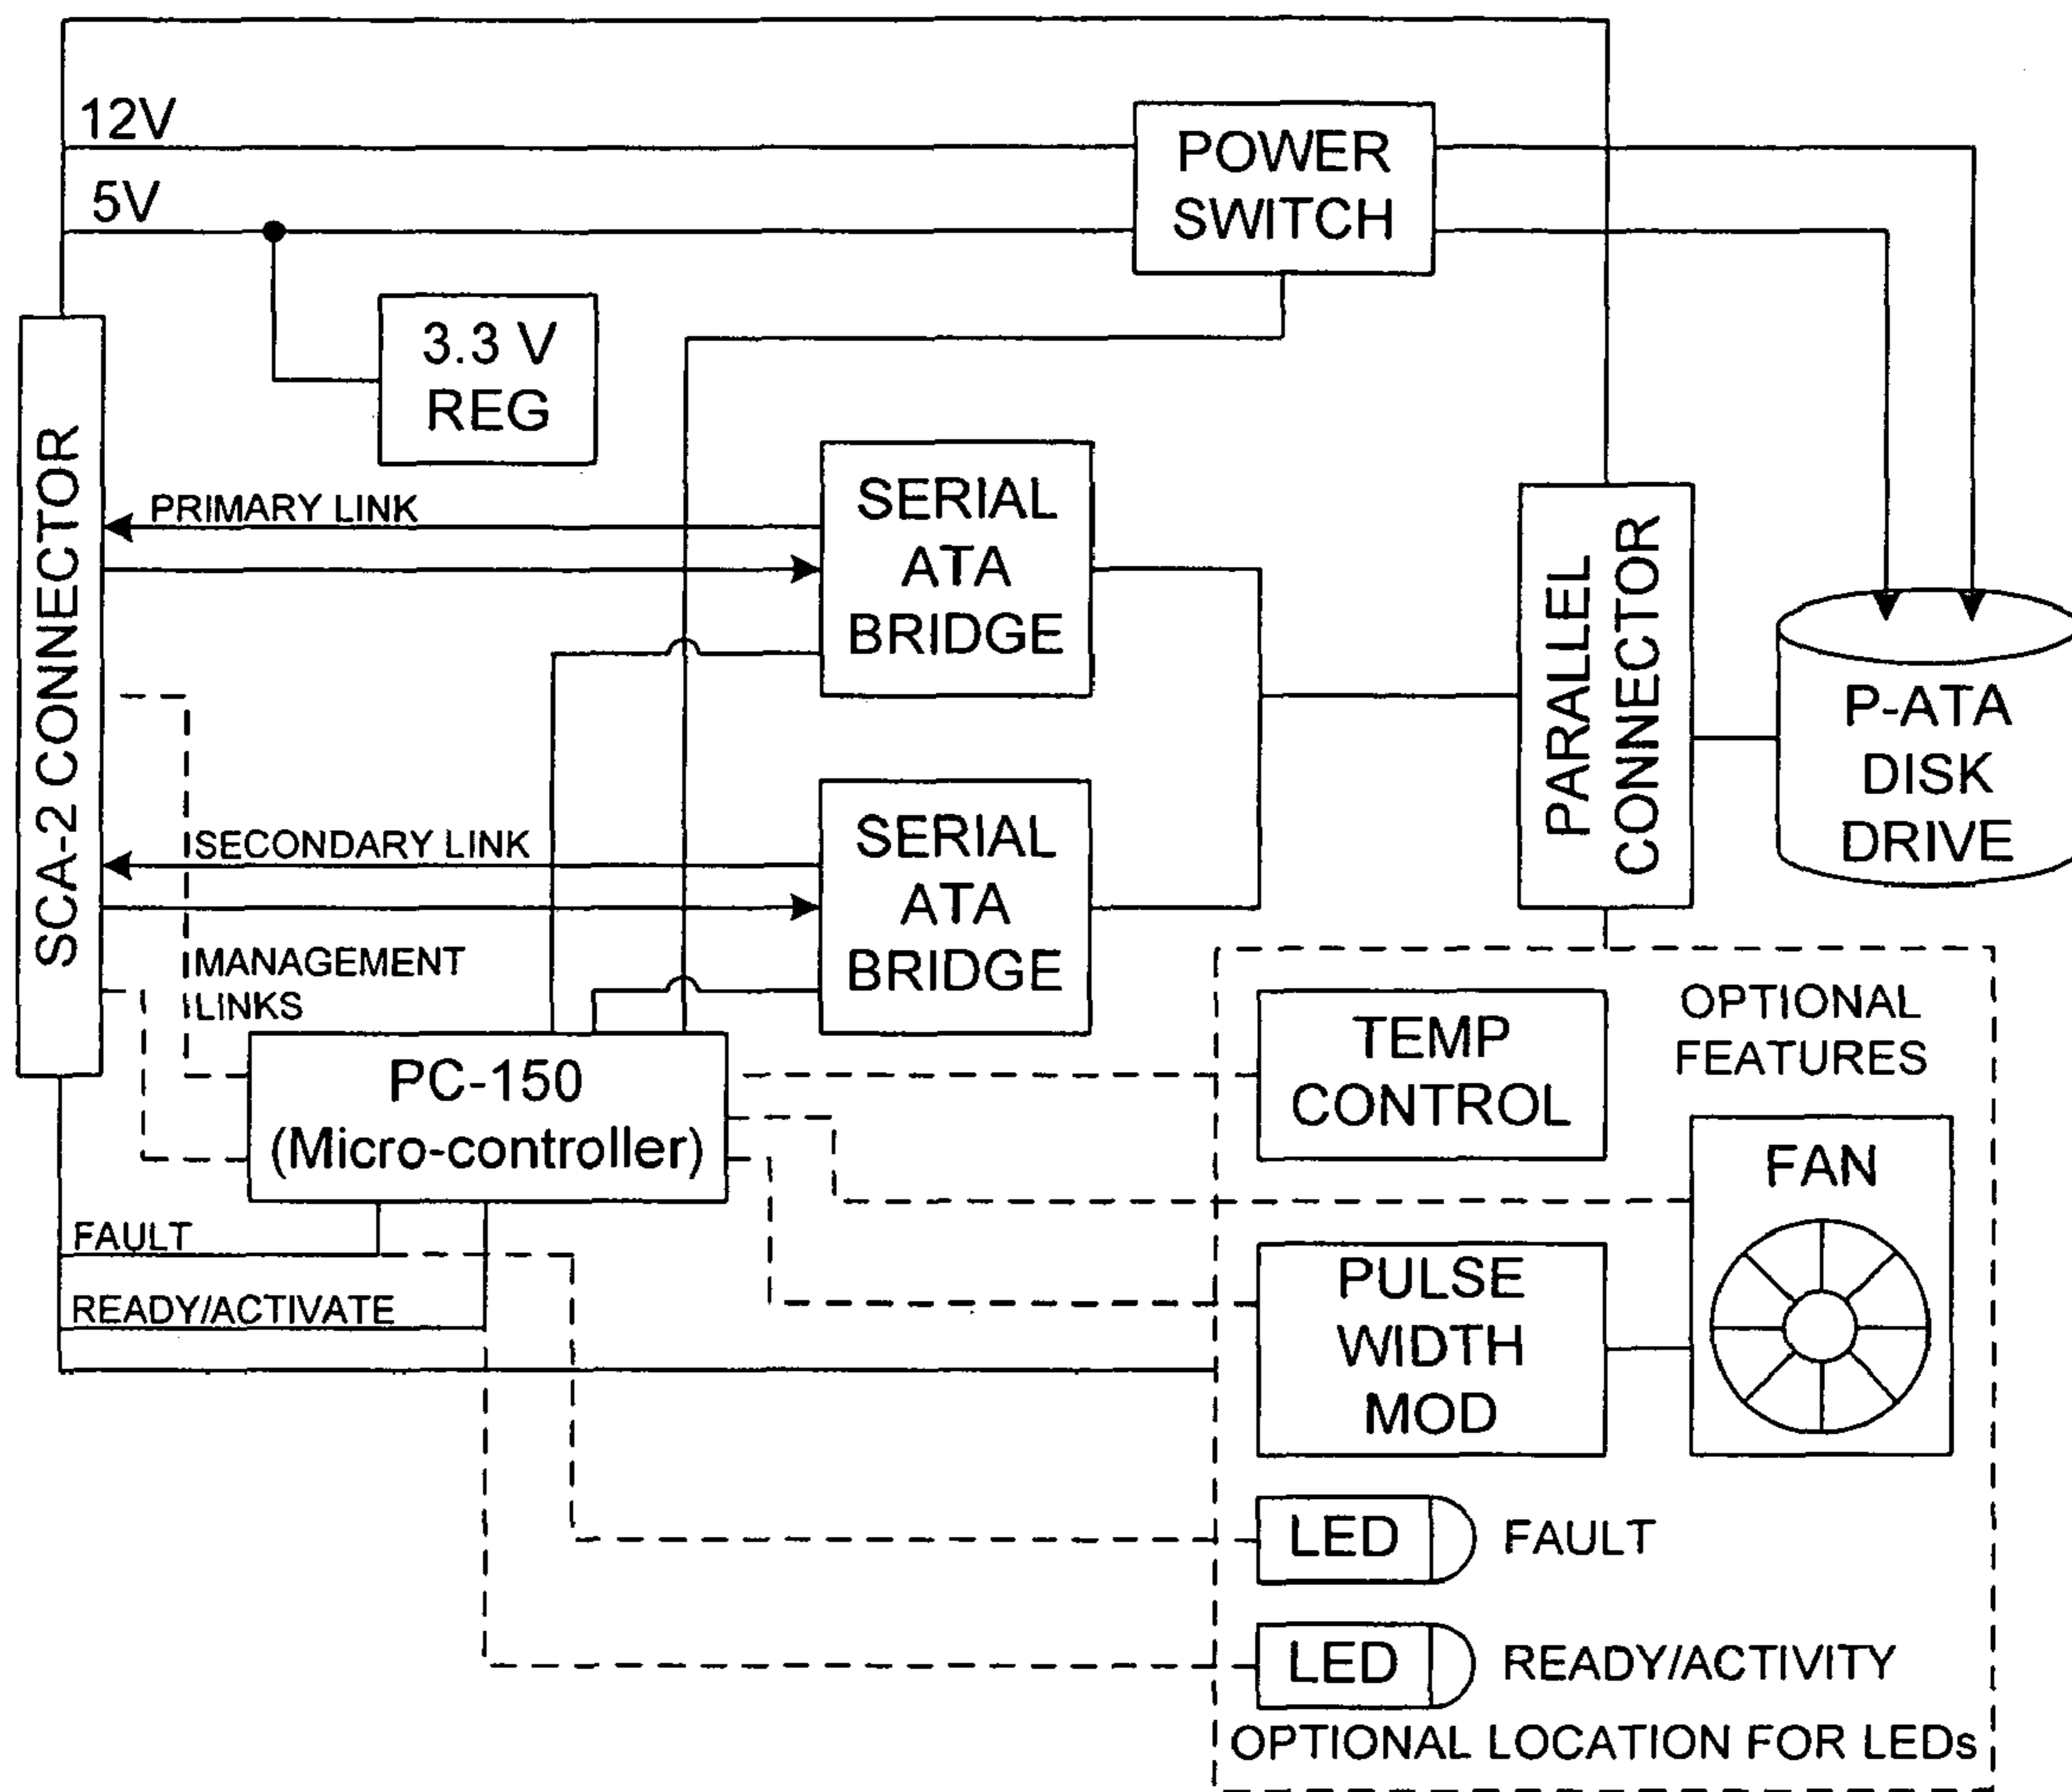 12V
5V
POWER
SWITCH
3.3 V
REG
SCA-2 CONNECTOR
PRIMARY LINK
SERIAL
ATA
BRIDGE
PARALLEL
CONNECTOR
P-ATA
DISK
DRIVE
SECONDARY LINK
SERIAL
ATA
BRIDGE
MANAGEMENT
LINKS
PC-150
(Micro-controller)
TEMP
CONTROL
OPTIONAL
FEATURES
FAN
FAULT
READY/ACTIVATE
PULSE
WIDTH
MOD
LED
FAULT
LED
READY/ACTIVITY
OPTIONAL LOCATION FOR LEDs